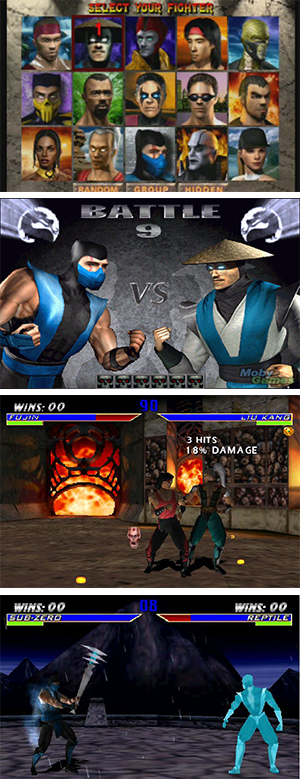 SELECT YOUR FIGHTER
RANDOM GROUP HIDDEN
BATTLE
9
VS
Moby
Games
WINS: 00
90
FUJIN LIU KANG
3 HITS
18% DAMAGE
WINS: 00 08 WINS: 00
SUB-ZERO REPTILE